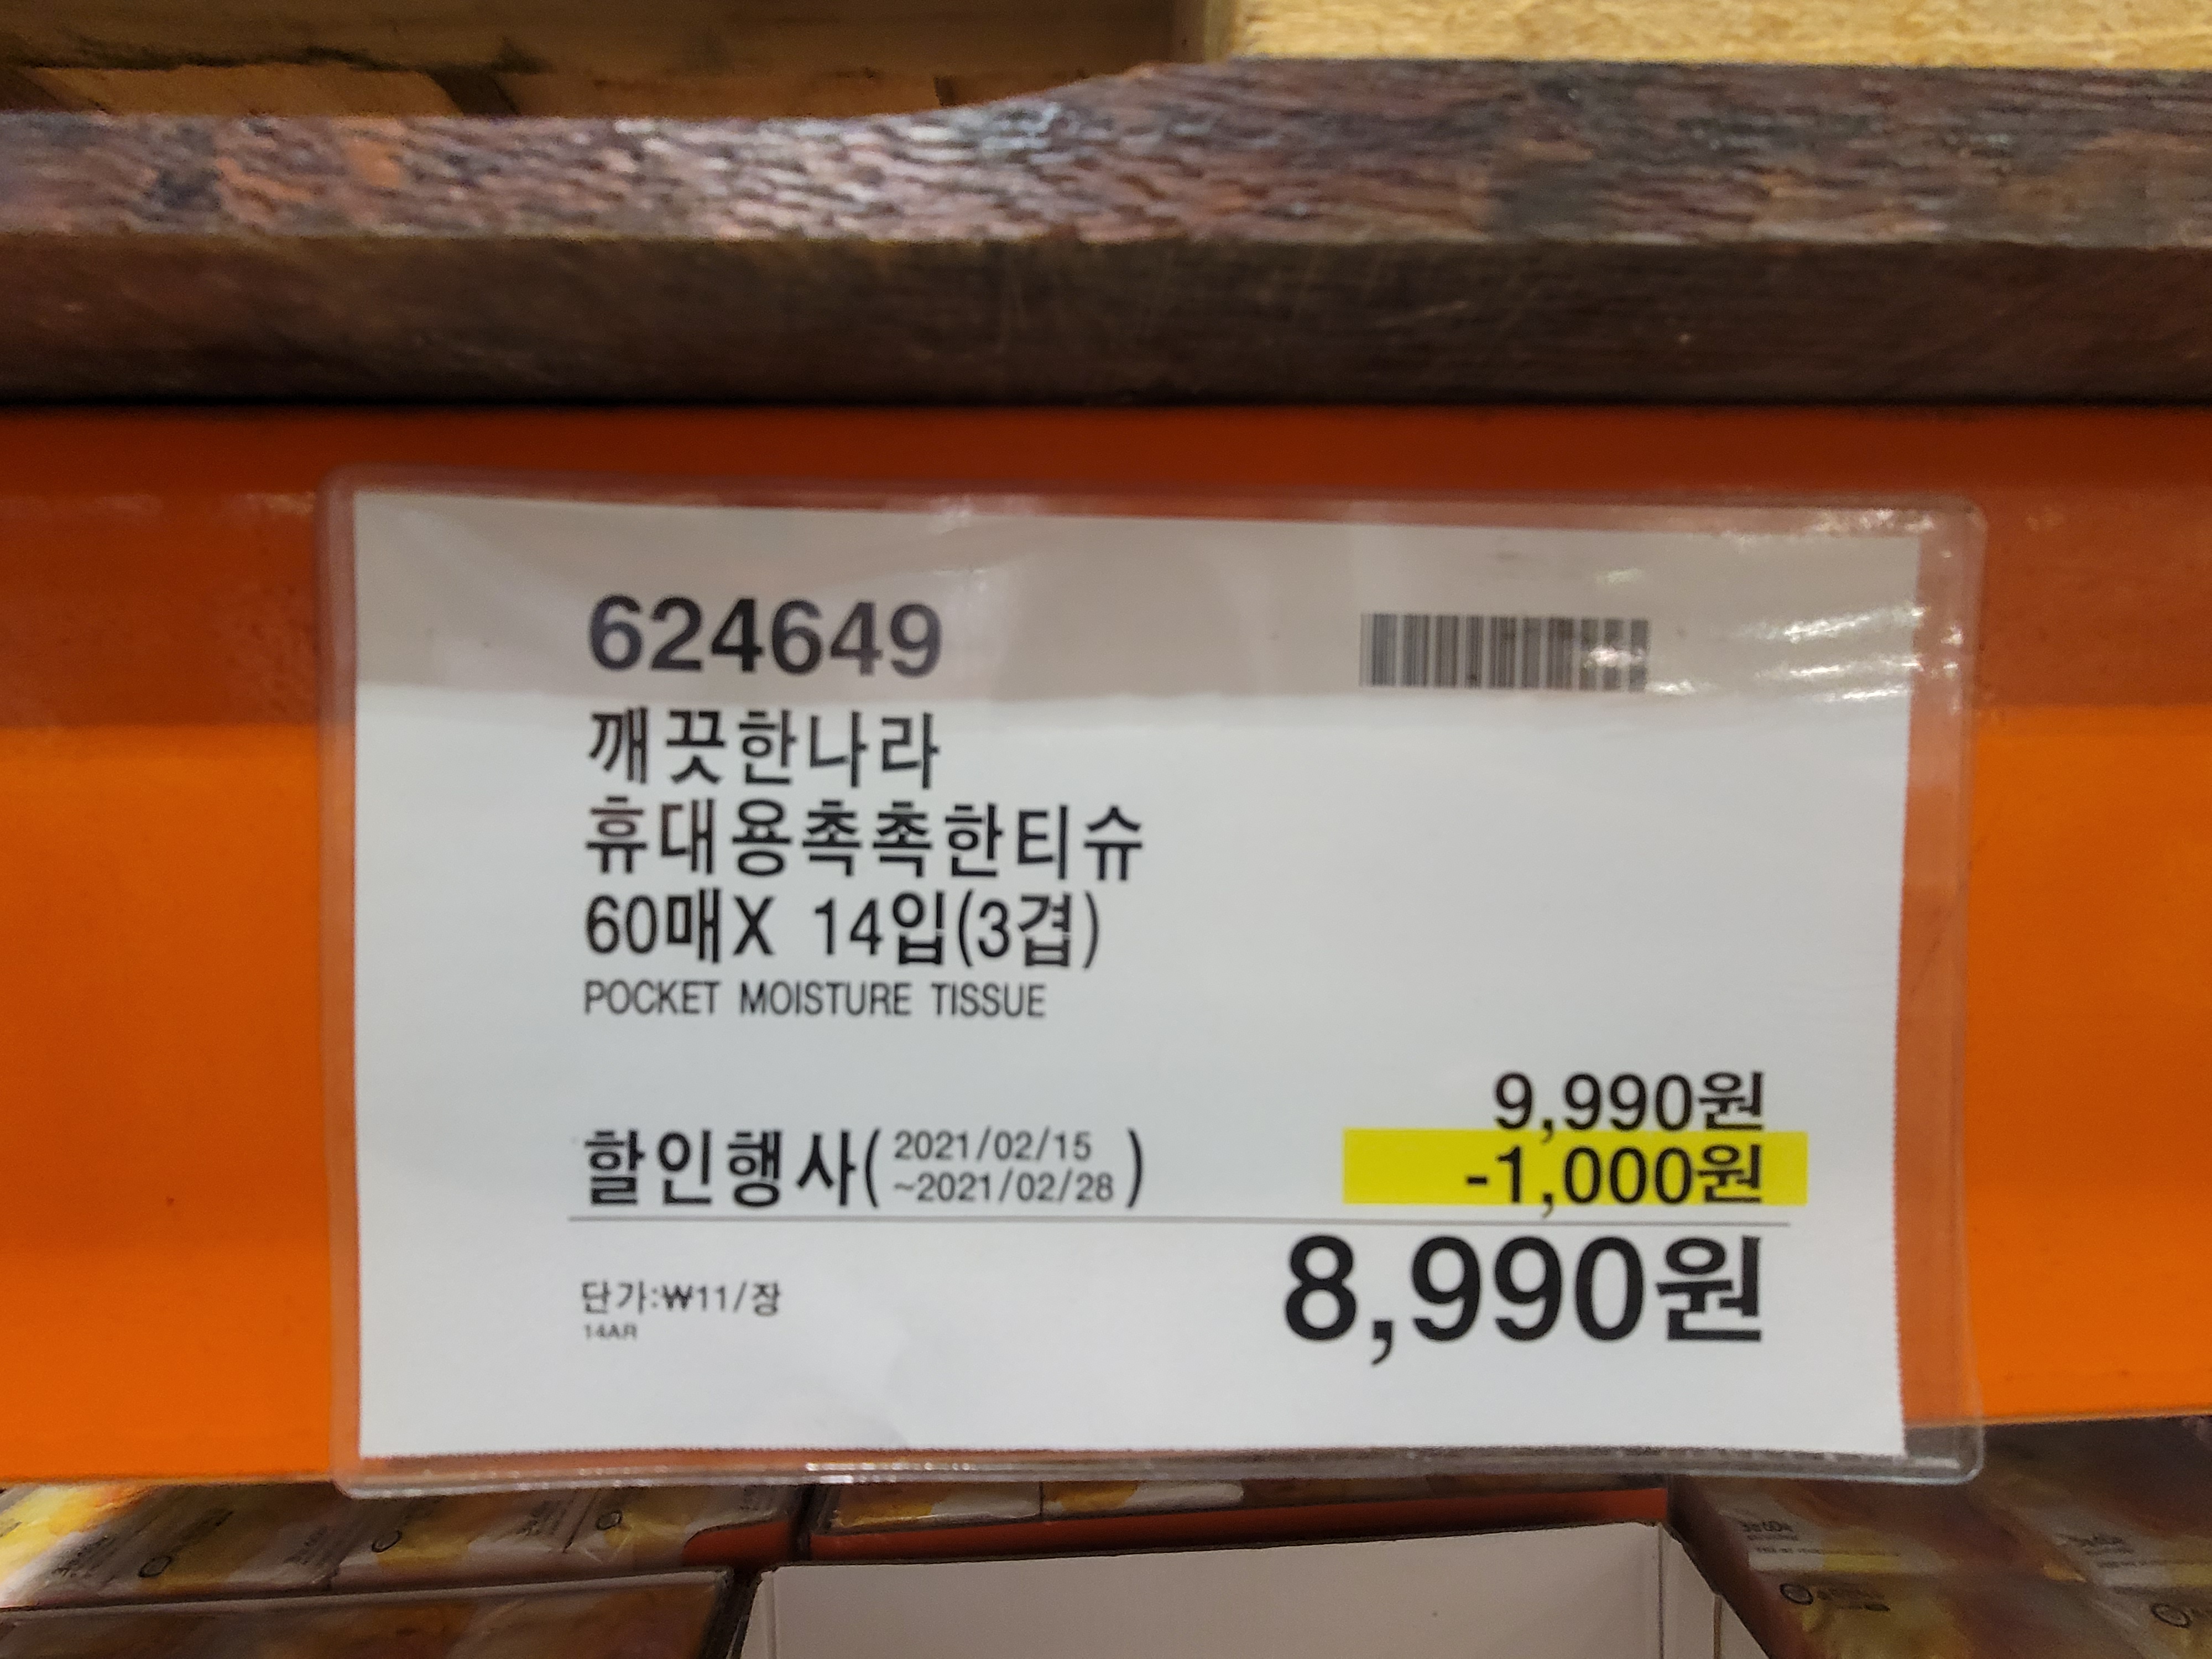 624649
깨끗한나라
휴대용촉촉한티슈
60매X 14입(3겹)
POCKET MOISTURE TISSUE
9,990원
할인행사( 2021/02/15 ~2021/02/28 ) -1,000원
8,990원
단가:₩11/장
14AR